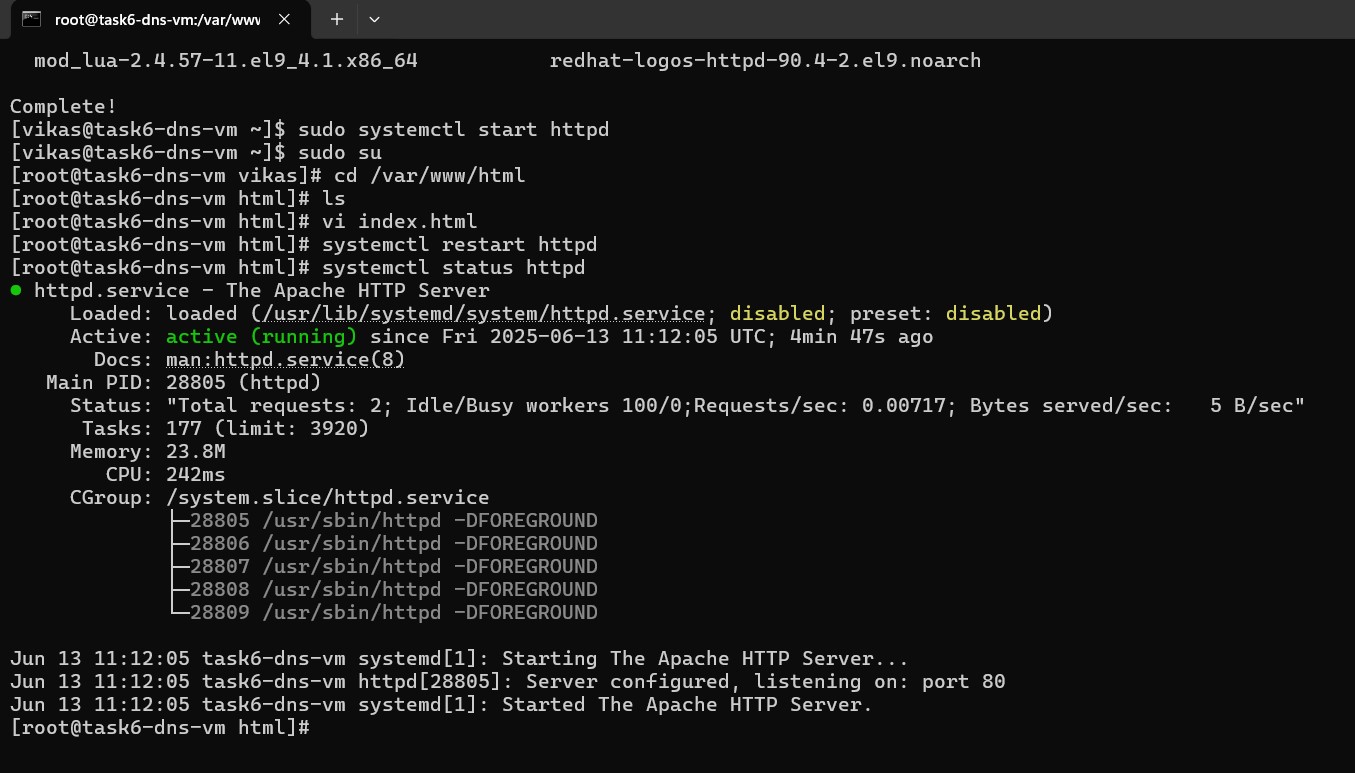 root@task6-dns-vm:/var/www
mod_lua-2.4.57-11.el9_4.1.x86_64 redhat-logos-httpd-90.4-2.el9.noarch
Complete!
[vikas@task6-dns-vm ~]$ sudo systemctl start httpd
[vikas@task6-dns-vm ~]$ sudo su
[root@task6-dns-vm vikas]# cd /var/www/html
[root@task6-dns-vm html]# ls
[root@task6-dns-vm html]# vi index.html
[root@task6-dns-vm html]# systemctl restart httpd
[root@task6-dns-vm html]# systemctl status httpd
● httpd.service - The Apache HTTP Server
Loaded: loaded (/usr/lib/systemd/system/httpd.service; disabled; preset: disabled)
Active: active (running) since Fri 2025-06-13 11:12:05 UTC; 4min 47s ago
Docs: man:httpd.service(8)
Main PID: 28805 (httpd)
Status: "Total requests: 2; Idle/Busy workers 100/0;Requests/sec: 0.00717; Bytes served/sec:   5 B/sec"
Tasks: 177 (limit: 3920)
Memory: 23.8M
CPU: 242ms
CGroup: /system.slice/httpd.service
├─28805 /usr/sbin/httpd -DFOREGROUND
├─28806 /usr/sbin/httpd -DFOREGROUND
├─28807 /usr/sbin/httpd -DFOREGROUND
├─28808 /usr/sbin/httpd -DFOREGROUND
└─28809 /usr/sbin/httpd -DFOREGROUND
Jun 13 11:12:05 task6-dns-vm systemd[1]: Starting The Apache HTTP Server...
Jun 13 11:12:05 task6-dns-vm httpd[28805]: Server configured, listening on: port 80
Jun 13 11:12:05 task6-dns-vm systemd[1]: Started The Apache HTTP Server.
[root@task6-dns-vm html]#